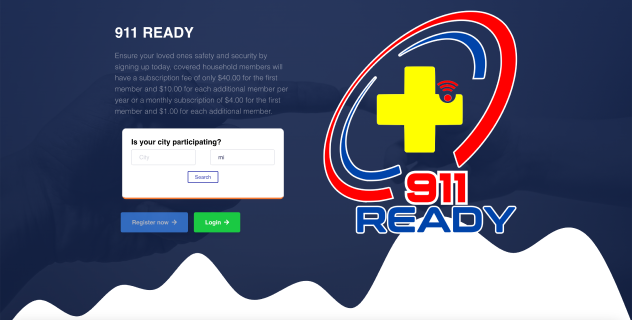 911 READY
Ensure your loved ones safety and security by
signing up today, covered household members will
have a subscription fee of only $40.00 for the first
member and $10.00 for each additional member per
year or a monthly subscription of $4.00 for the first
member and $1.00 for each additional member.
Is your city participating?
City
mi
Search
Register now →
Login →
911
READY